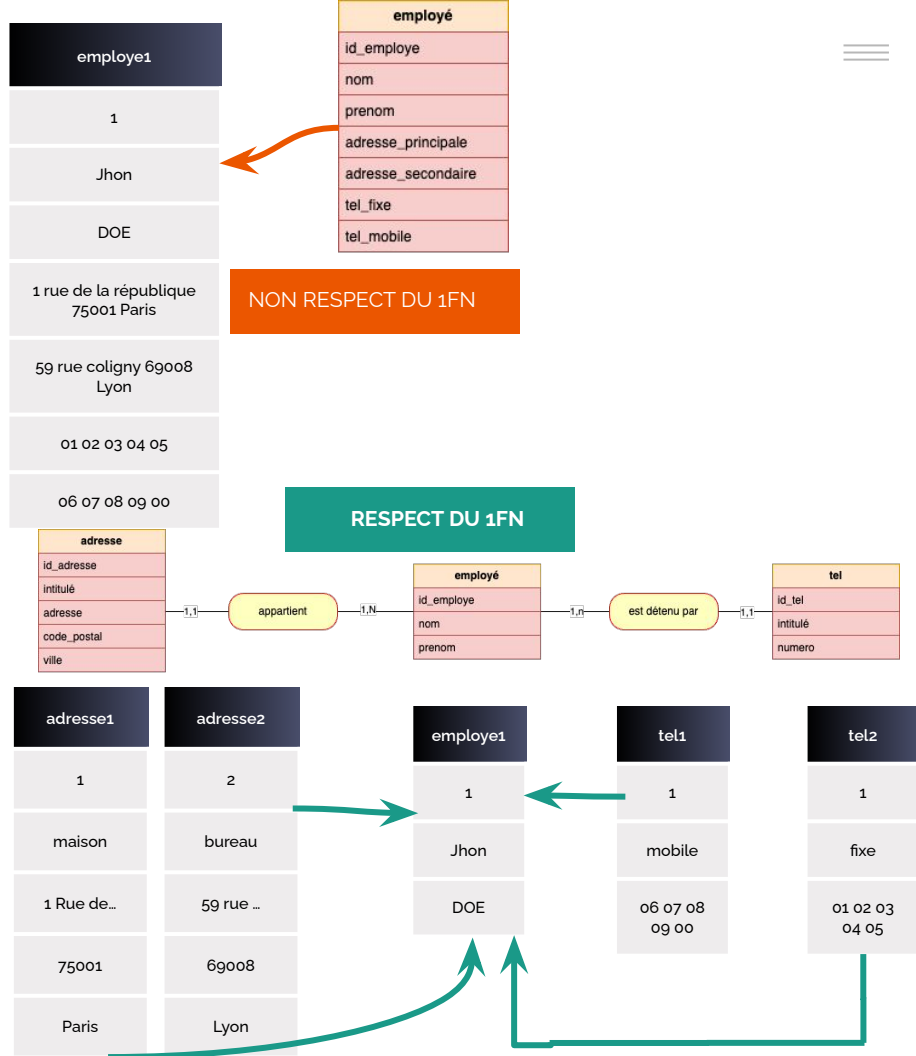 employe1
1
Jhon
DOE
1 rue de la république
75001 Paris
59 rue coligny 69008
Lyon
01 02 03 04 05
06 07 08 09 00
employé
id_employe
nom
prenom
adresse_principale
adresse_secondaire
tel_fixe
tel_mobile
NON RESPECT DU 1FN
RESPECT DU 1FN
adresse
id_adresse
intitulé
adresse
code_postal
ville
1,1
appartient
1,N
employé
id_employe
nom
prenom
1,n
est détenu par
1,1
tel
id_tel
intitulé
numero
adresse1
1
maison
1 Rue de...
75001
Paris
adresse2
2
bureau
59 rue ...
69008
Lyon
employe1
1
Jhon
DOE
tel1
1
mobile
06 07 08
09 00
tel2
1
fixe
01 02 03
04 05